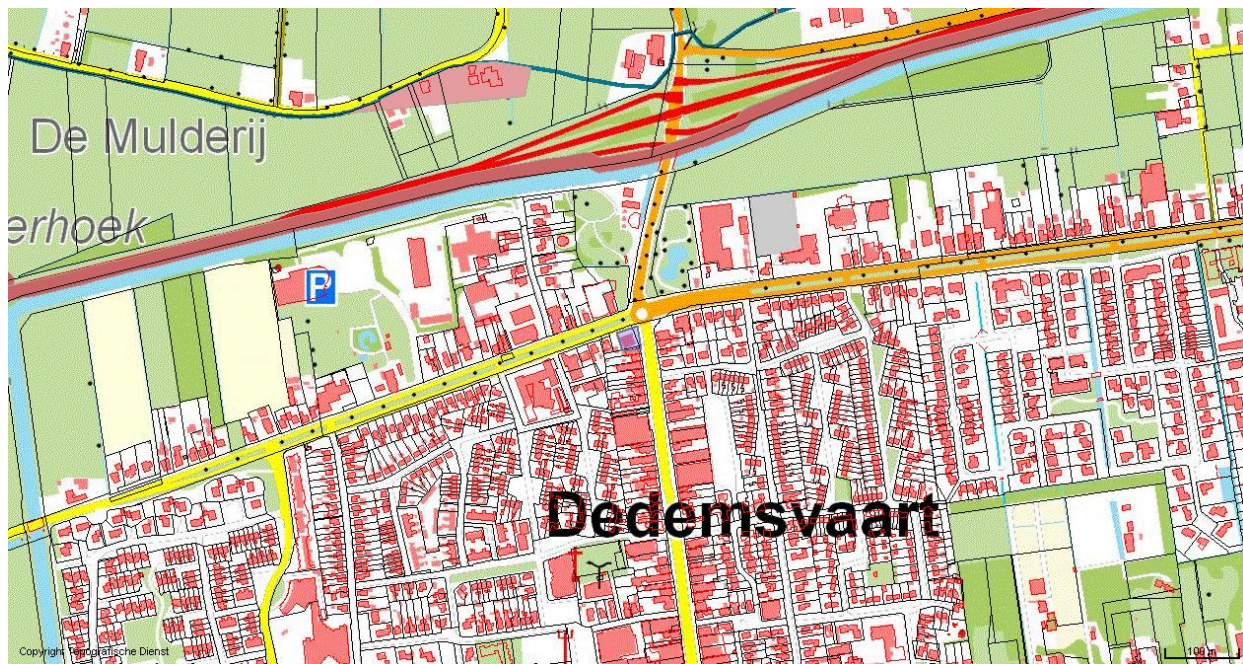 De Mulderij
erhoek
P
Dedemsvaart
Copyright Topografische Dienst
100 m